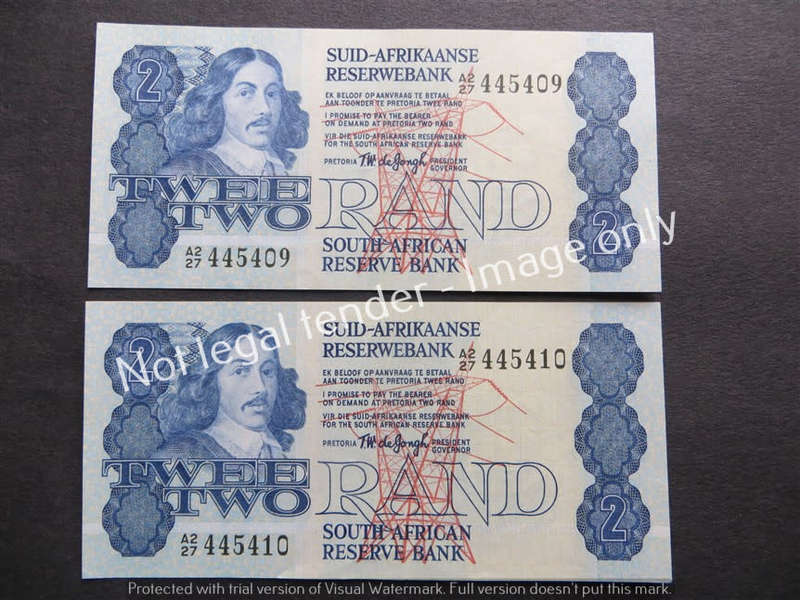 2
SUID-AFRIKAANSE
RESERWEBANK A2/27 445409
EK BELOOF OP AANVRAAG TE BETAAL
AAN TOONDER TE PRETORIA TWEE RAND
I PROMISE TO PAY THE BEARER
ON DEMAND AT PRETORIA TWO RAND
VIR DIE SUID-AFRIKAANSE RESERWEBANK
FOR THE SOUTH AFRICAN RESERVE BANK
PRETORIA T.W. de Jongh PRESIDENT
GOVERNOR
TWEE
TWO RAND
2
A2/27 445409
SOUTH AFRICAN
RESERVE BANK
Not legal tender - Image only
2
SUID-AFRIKAANSE
RESERWEBANK A2/27 445410
EK BELOOF OP AANVRAAG TE BETAAL
AAN TOONDER TE PRETORIA TWEE RAND
I PROMISE TO PAY THE BEARER
ON DEMAND AT PRETORIA TWO RAND
VIR DIE SUID-AFRIKAANSE RESERWEBANK
FOR THE SOUTH AFRICAN RESERVE BANK
PRETORIA T.W. de Jongh PRESIDENT
GOVERNOR
TWEE
TWO RAND
2
A2/27 445410
SOUTH AFRICAN
RESERVE BANK
Protected with trial version of Visual Watermark. Full version doesn't put this mark.